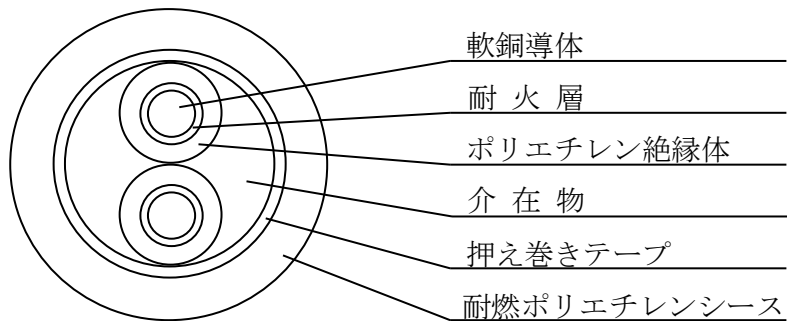 軟銅導体
耐 火 層
ポリエチレン絶縁体
介 在 物
押え巻きテープ
耐燃ポリエチレンシース